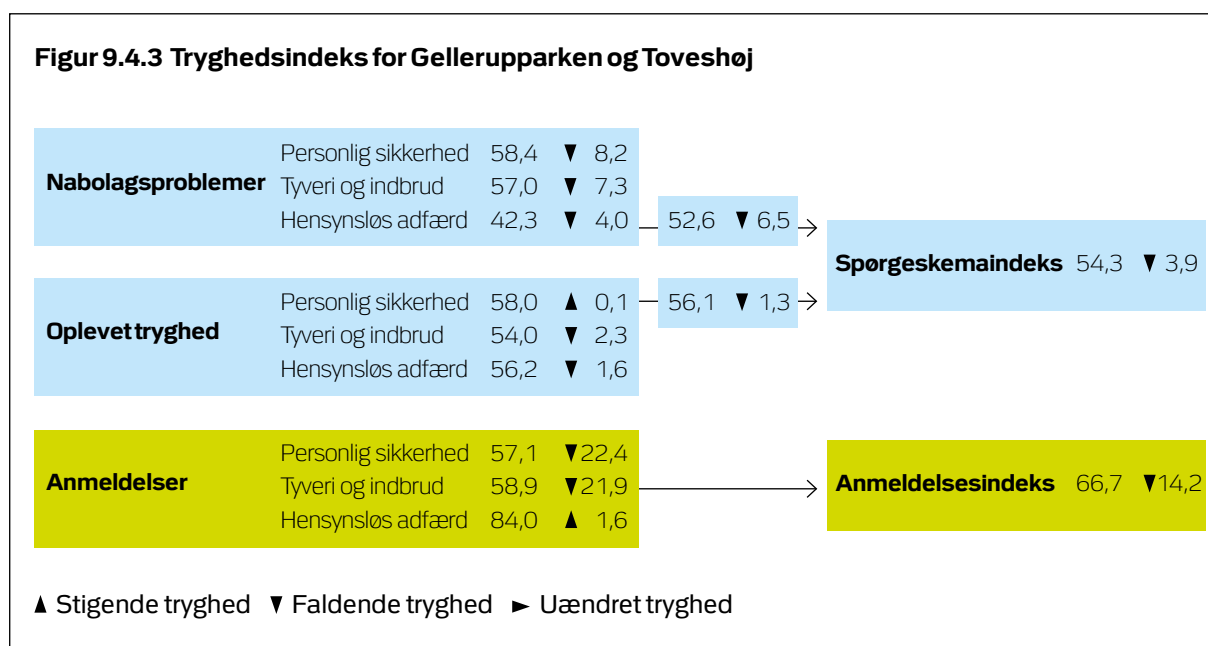 Figur 9.4.3 Tryghedsindeks for Gellerupparken og Toveshøj
Nabolagsproblemer
Personlig sikkerhed 58,4 ▼ 8,2
Tyveri og indbrud 57,0 ▼ 7,3
Hensynsløs adfærd 42,3 ▼ 4,0
52,6 ▼ 6,5
Oplevet tryghed
Personlig sikkerhed 58,0 ▲ 0,1
Tyveri og indbrud 54,0 ▼ 2,3
Hensynsløs adfærd 56,2 ▼ 1,6
56,1 ▼ 1,3
Spørgeskemaindeks 54,3 ▼ 3,9
Anmeldelser
Personlig sikkerhed 57,1 ▼22,4
Tyveri og indbrud 58,9 ▼21,9
Hensynsløs adfærd 84,0 ▲ 1,6
Anmeldelsesindeks 66,7 ▼14,2
▲ Stigende tryghed ▼ Faldende tryghed ► Uændret tryghed